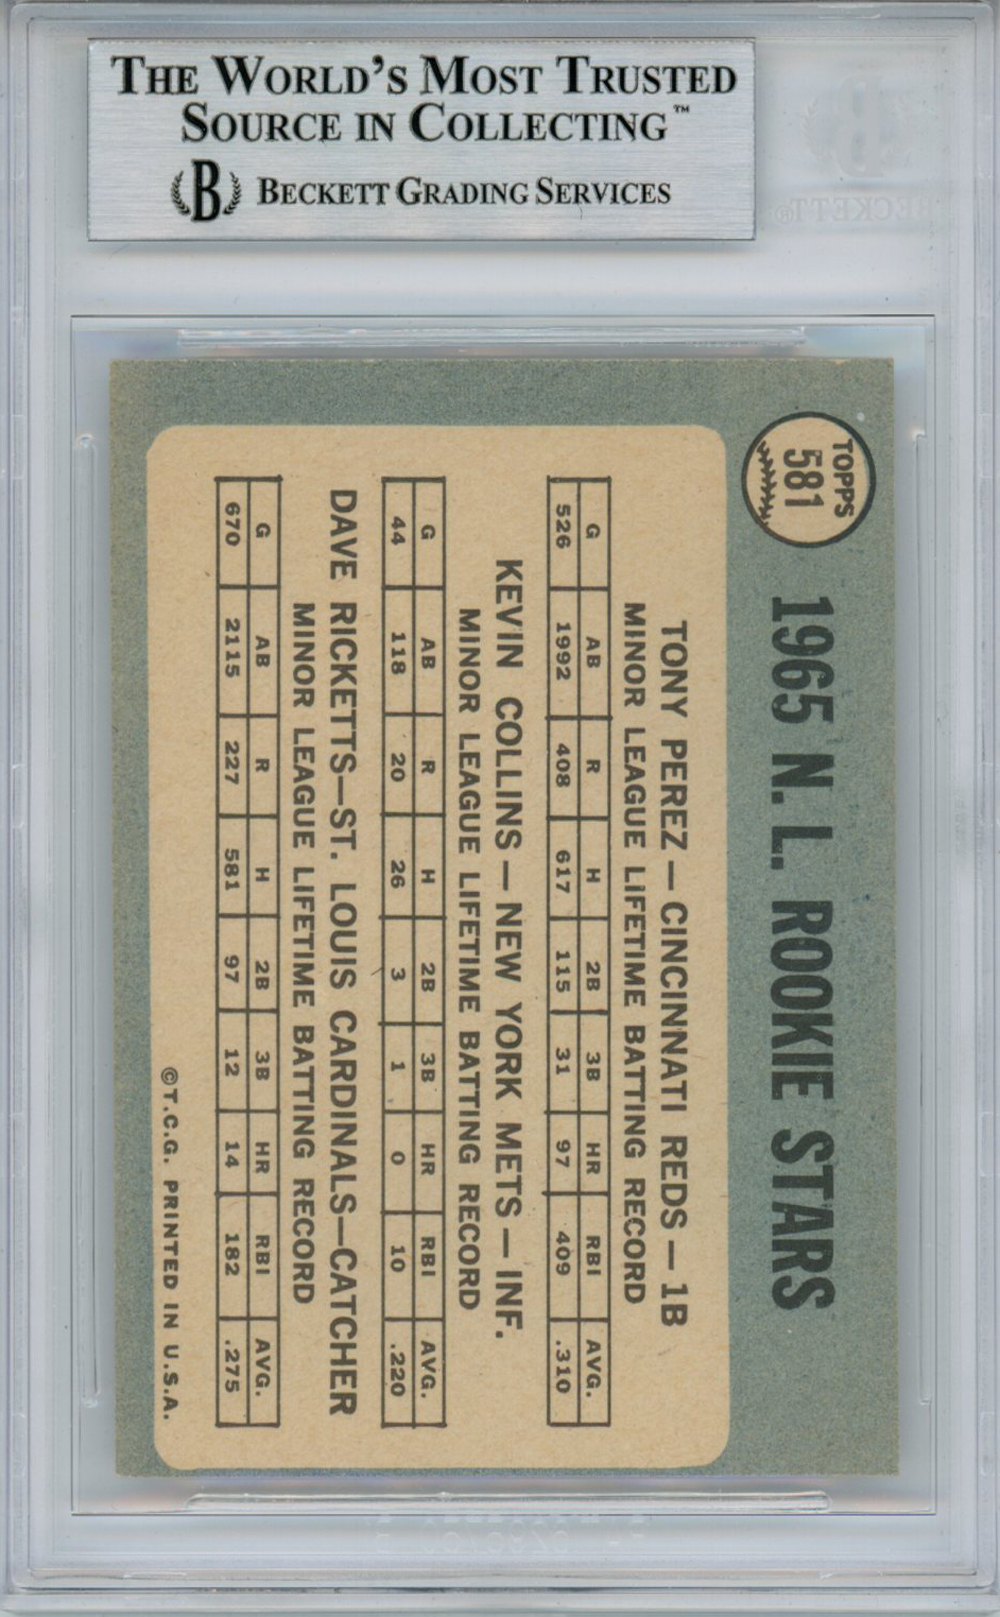 THE WORLD'S MOST TRUSTED
SOURCE IN COLLECTING™
B BECKETT GRADING SERVICES
B
BECKETT®
TOPPS
581
1965 N. L. ROOKIE STARS
TONY PEREZ—CINCINNATI REDS—1B
MINOR LEAGUE LIFETIME BATTING RECORD
G AB R H 2B 3B HR RBI AVG.
526 1992 408 617 115 31 97 409 .310
KEVIN COLLINS—NEW YORK METS—INF.
MINOR LEAGUE LIFETIME BATTING RECORD
G AB R H 2B 3B HR RBI AVG.
44 118 20 26 3 1 0 10 .220
DAVE RICKETTS—ST. LOUIS CARDINALS—CATCHER
MINOR LEAGUE LIFETIME BATTING RECORD
G AB R H 2B 3B HR RBI AVG.
670 2115 227 581 97 12 14 182 .275
©T.C.G. PRINTED IN U.S.A.